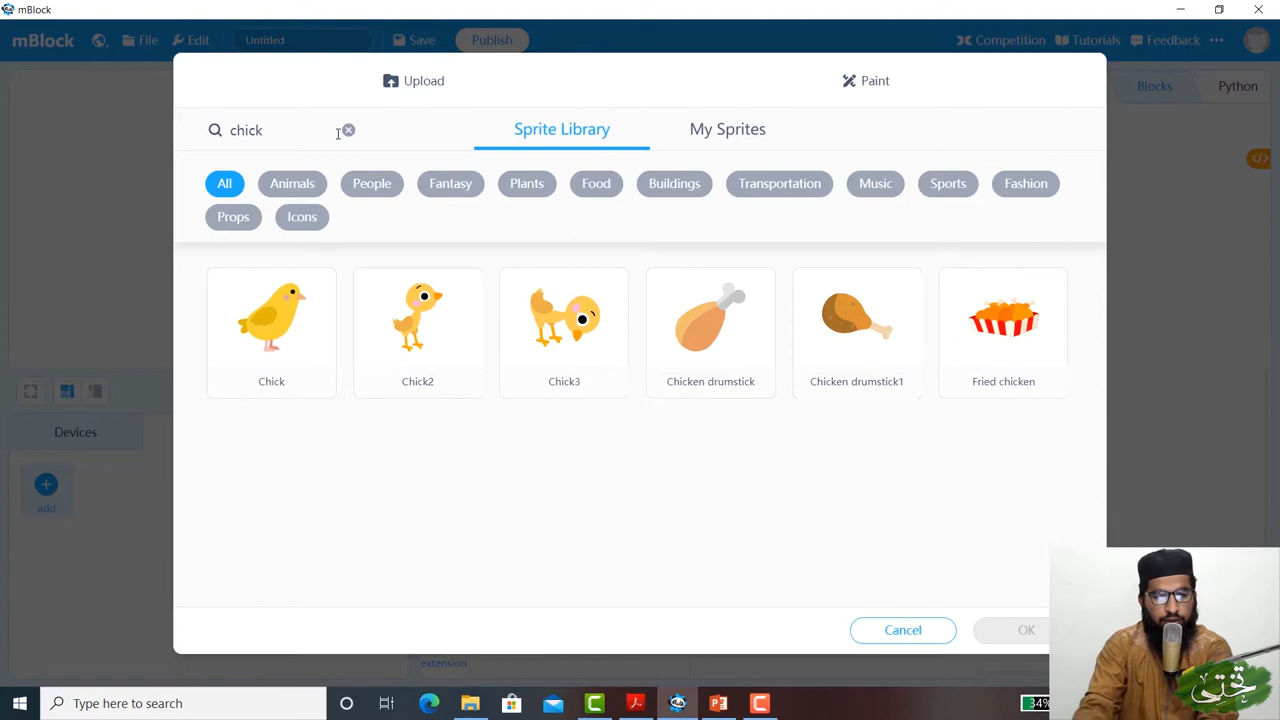 mBlock
mBlock File Edit Untitled Save Publish Competition Tutorials Feedback
Upload Paint
chick Sprite Library My Sprites
Blocks Python
All Animals People Fantasy Plants Food Buildings Transportation Music Sports Fashion
Props Icons
Chick Chick2 Chick3 Chicken drumstick Chicken drumstick1 Fried chicken
Devices
add
Cancel OK
extension
Type here to search
34%
تختی